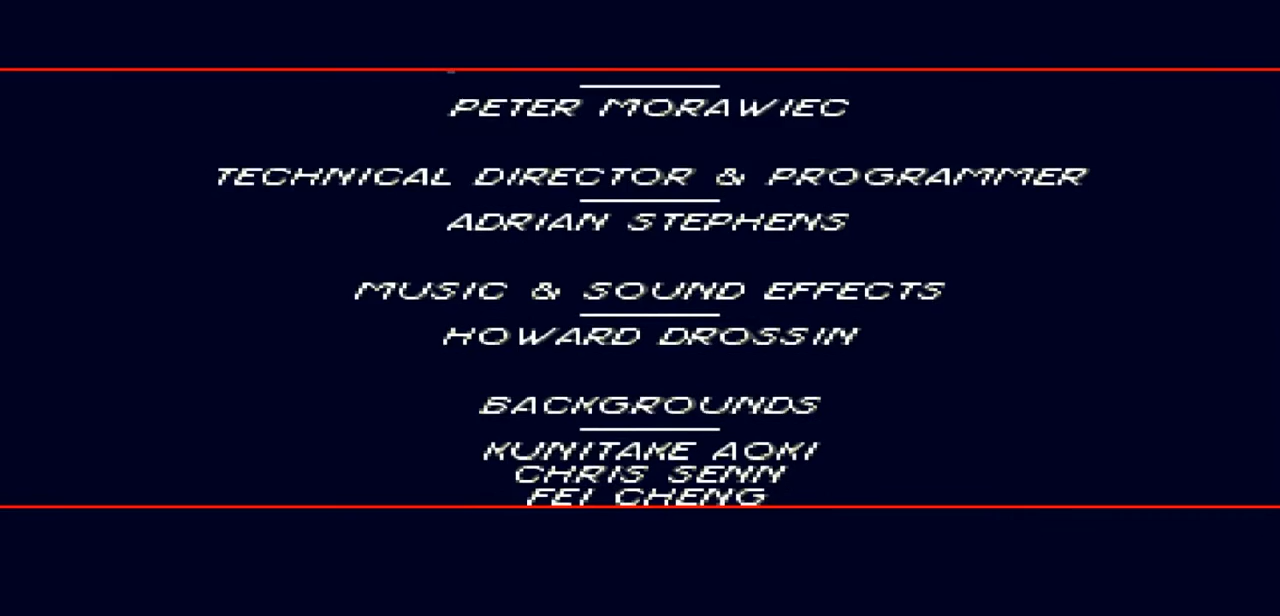 PETER MORAWIEC
TECHNICAL DIRECTOR & PROGRAMMER
ADRIAN STEPHENS
MUSIC & SOUND EFFECTS
HOWARD DROSSIN
BACKGROUNDS
KUNITAKE AOKI
CHRIS SENN
FEI CHENG